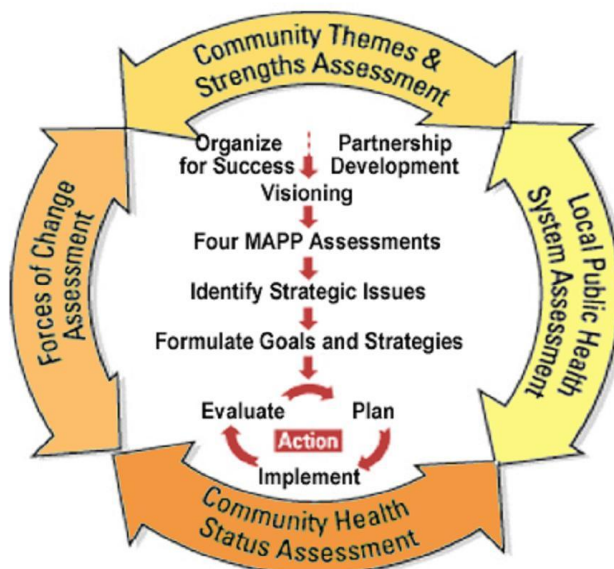 Community Themes &
Strengths Assessment
Organize
for Success
Partnership
Development
Visioning
Four MAPP Assessments
Identify Strategic Issues
Formulate Goals and Strategies
Evaluate
Plan
Action
Implement
Forces of Change
Assessment
Local Public Health
System Assessment
Community Health
Status Assessment